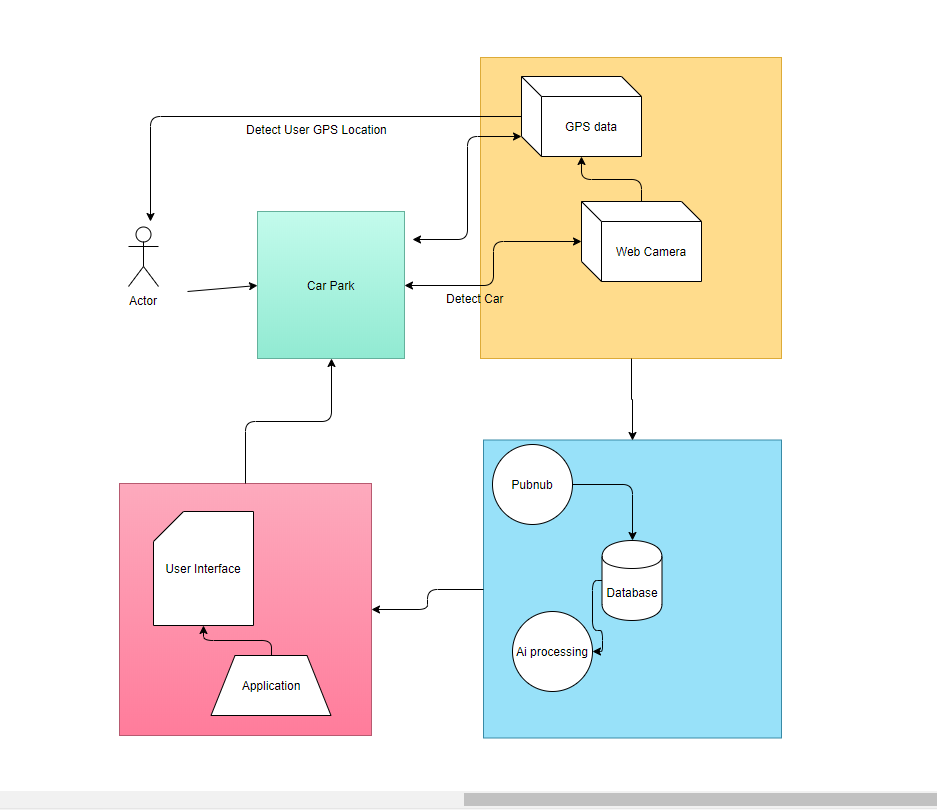 GPS data
Detect User GPS Location
Web Camera
Car Park
Actor
Detect Car
Pubnub
User Interface
Database
Ai processing
Application